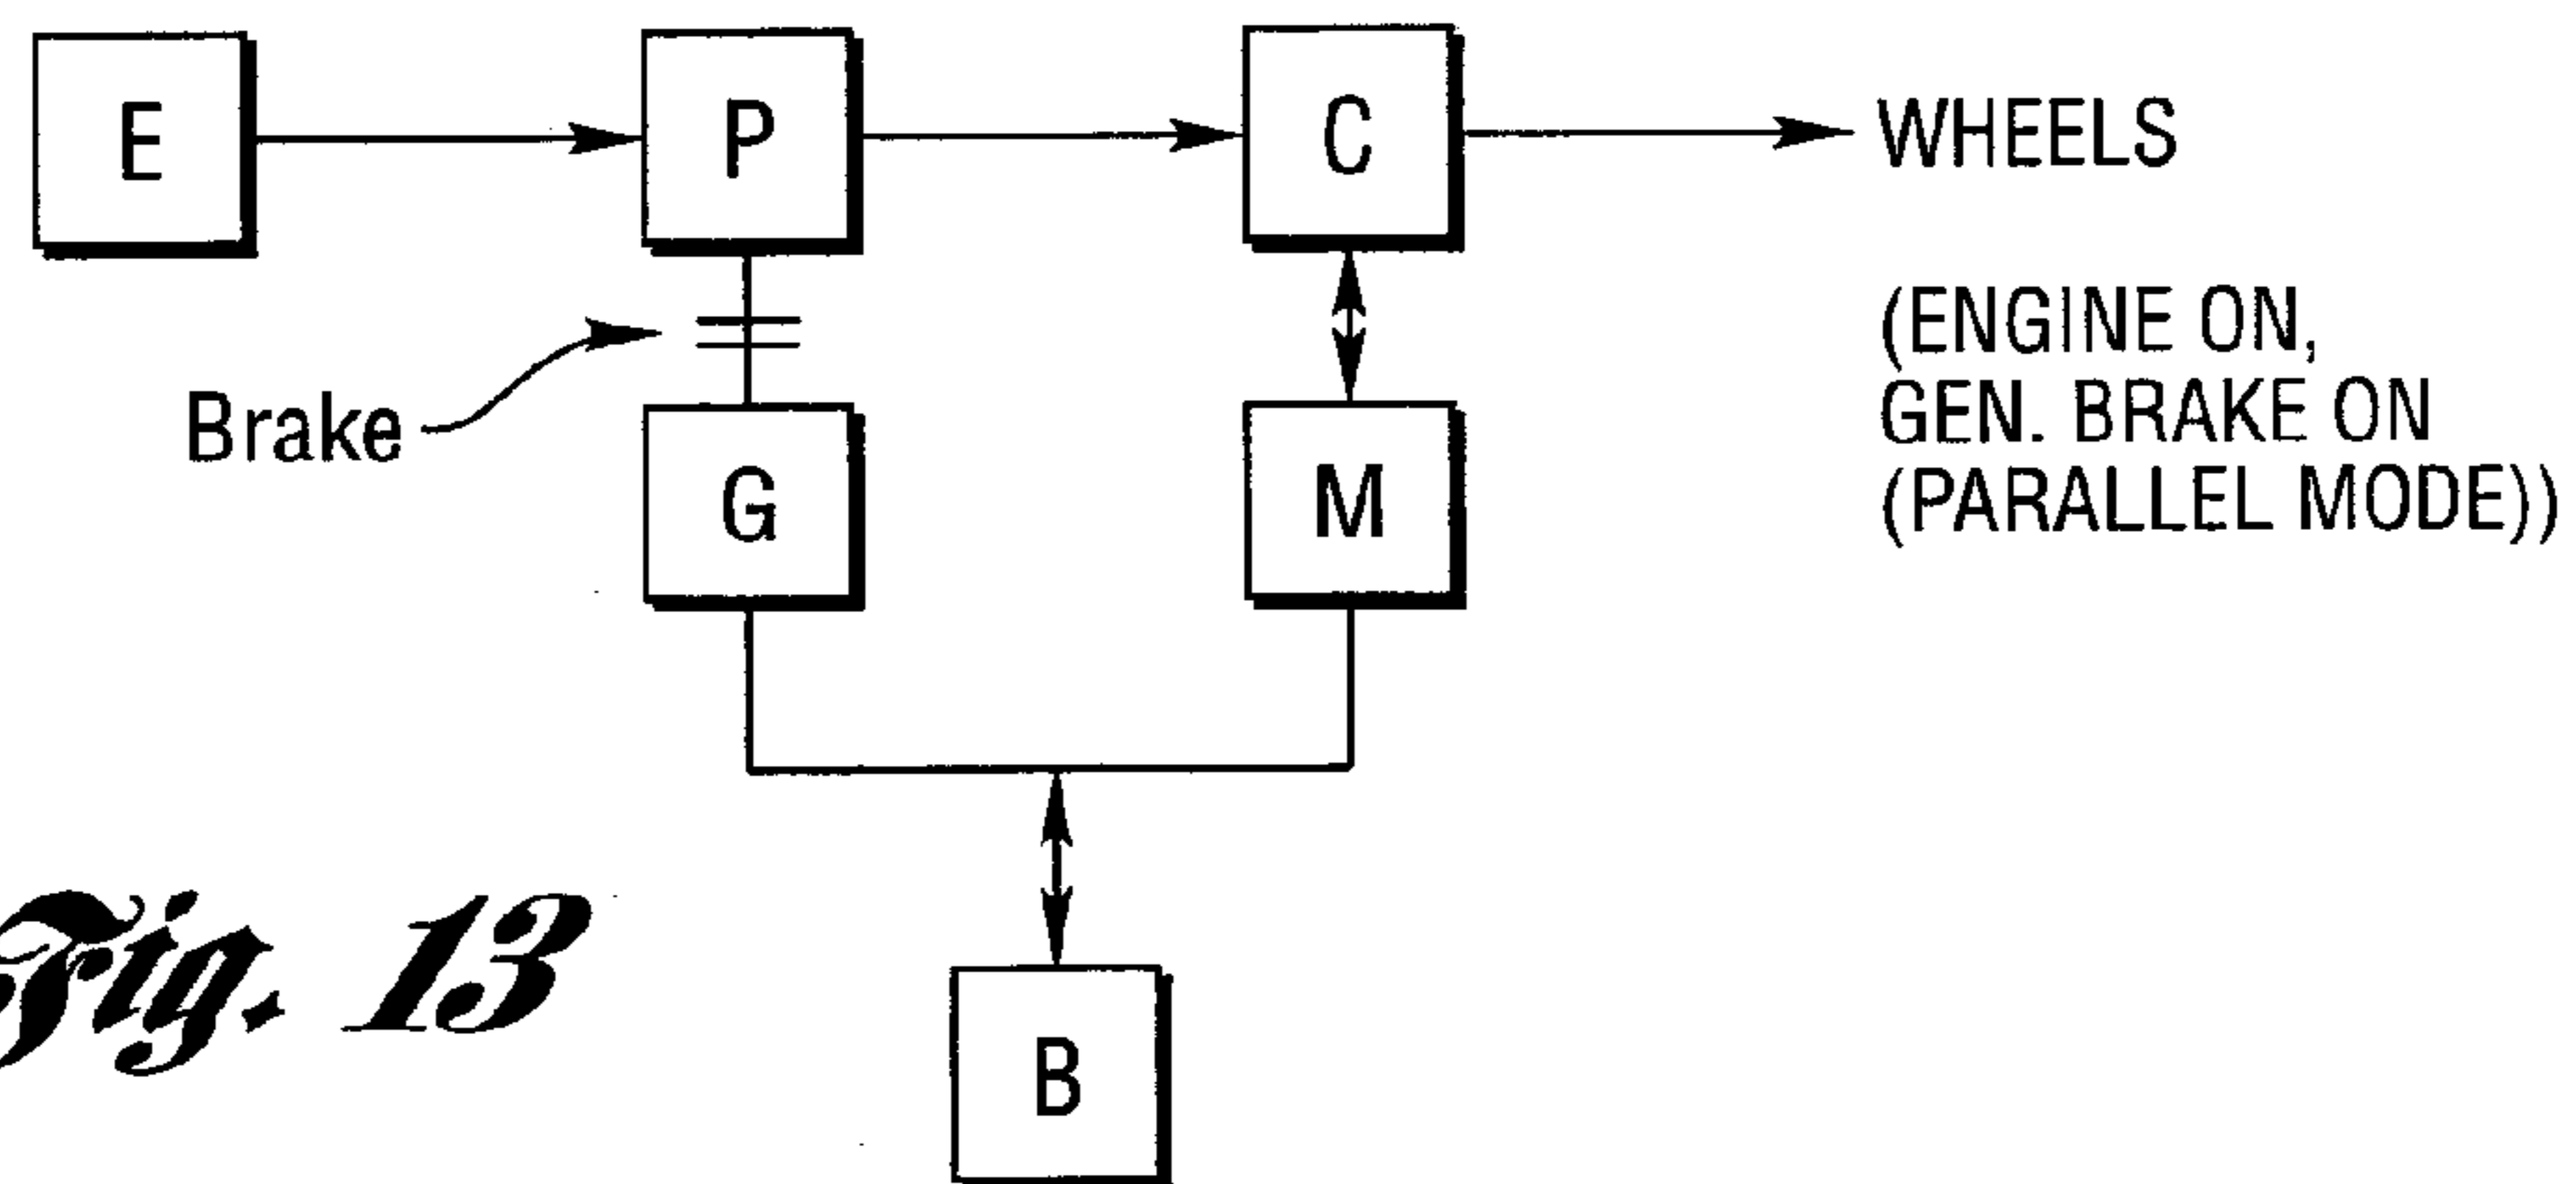 E
P
C
WHEELS
Brake
G
M
(ENGINE ON,
GEN. BRAKE ON
(PARALLEL MODE))
B
Fig. 13